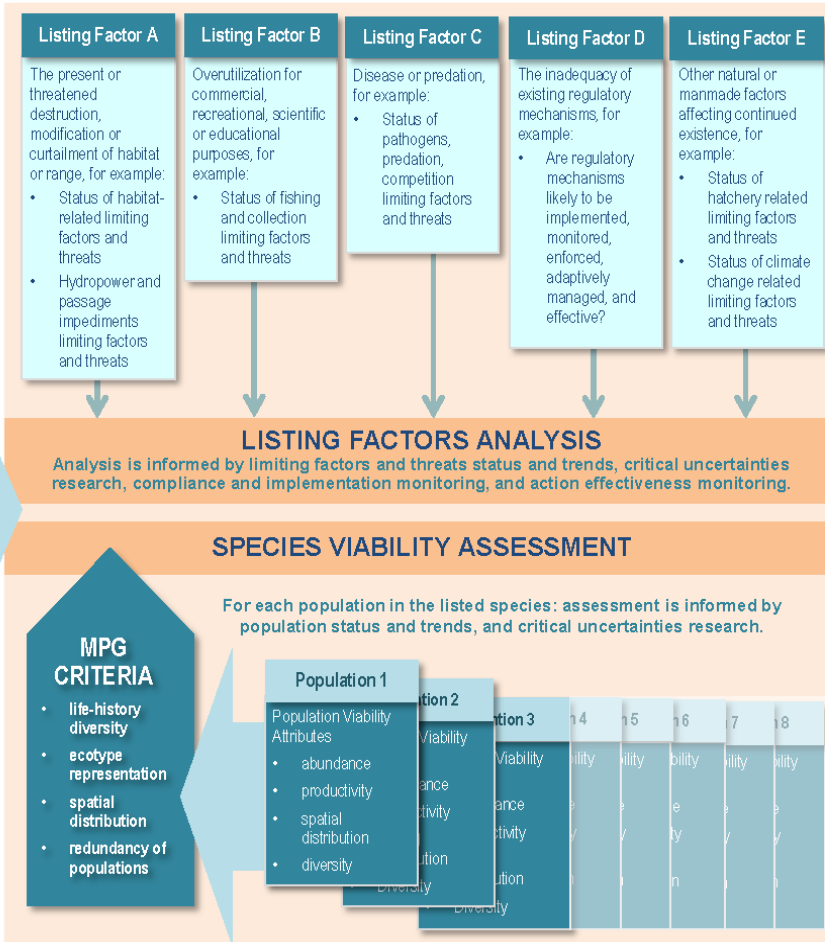 Listing Factor A
The present or
threatened
destruction,
modification or
curtailment of habitat
or range, for example:
• Status of habitat-
related limiting
factors and
threats
• Hydropower and
passage
impediments
limiting factors
and threats
Listing Factor B
Overutilization for
commercial,
recreational, scientific
or educational
purposes, for
example:
• Status of fishing
and collection
limiting factors
and threats
Listing Factor C
Disease or predation,
for example:
• Status of
pathogens,
predation,
competition
limiting factors
and threats
Listing Factor D
The inadequacy of
existing regulatory
mechanisms, for
example:
• Are regulatory
mechanisms
likely to be
implemented,
monitored,
enforced,
adaptively
managed, and
effective?
Listing Factor E
Other natural or
manmade factors
affecting continued
existence, for
example:
• Status of
hatchery related
limiting factors
and threats
• Status of climate
change related
limiting factors
and threats
LISTING FACTORS ANALYSIS
Analysis is informed by limiting factors and threats status and trends, critical uncertainties
research, compliance and implementation monitoring, and action effectiveness monitoring.
SPECIES VIABILITY ASSESSMENT
For each population in the listed species: assessment is informed by
population status and trends, and critical uncertainties research.
MPG
CRITERIA
• life-history
diversity
• ecotype
representation
• spatial
distribution
• redundancy of
populations
Population 1
Population Viability
Attributes
• abundance
• productivity
• spatial
distribution
• diversity
2
Viability
3
Viability
Diversity
4
5
6
7
8